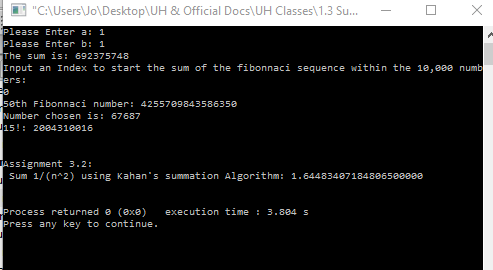 "C:\Users\Jo\Desktop\UH & Official Docs\UH Classes\1.3 Su...
Please Enter a: 1
Please Enter b: 1
The sum is: 692375748
Input an Index to start the sum of the fibonnaci sequence within the 10,000 numb
ers:
0
50th Fibonnaci number: 4255709843586350
Number chosen is: 67687
15!: 2004310016
Assignment 3.2:
 Sum 1/(n^2) using Kahan's summation Algorithm: 1.64483407184806500000
Process returned 0 (0x0)   execution time : 3.804 s
Press any key to continue.